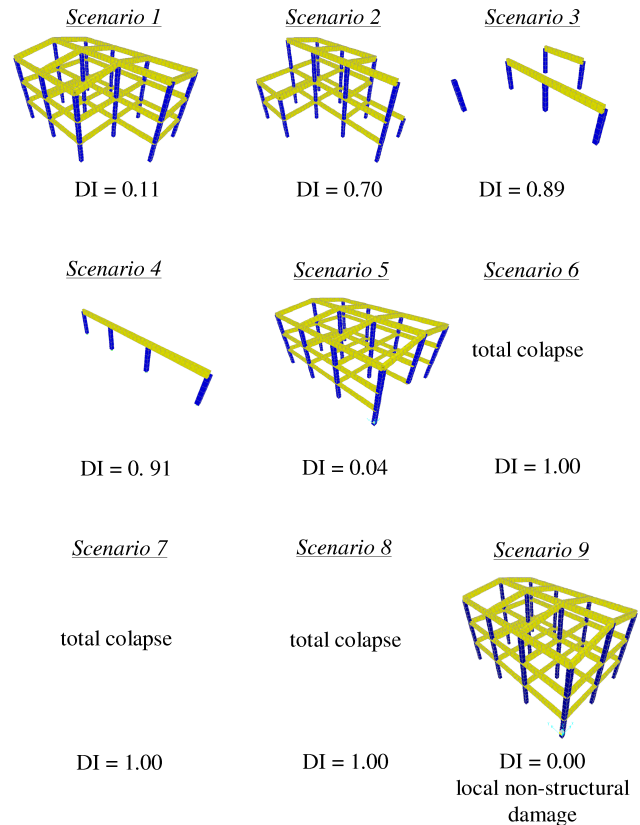 Scenario 1
Scenario 2
Scenario 3
DI = 0.11
DI = 0.70
DI = 0.89
Scenario 4
Scenario 5
Scenario 6
total colapse
DI = 0. 91
DI = 0.04
DI = 1.00
Scenario 7
Scenario 8
Scenario 9
total colapse
total colapse
DI = 1.00
DI = 1.00
DI = 0.00
local non-structural
damage